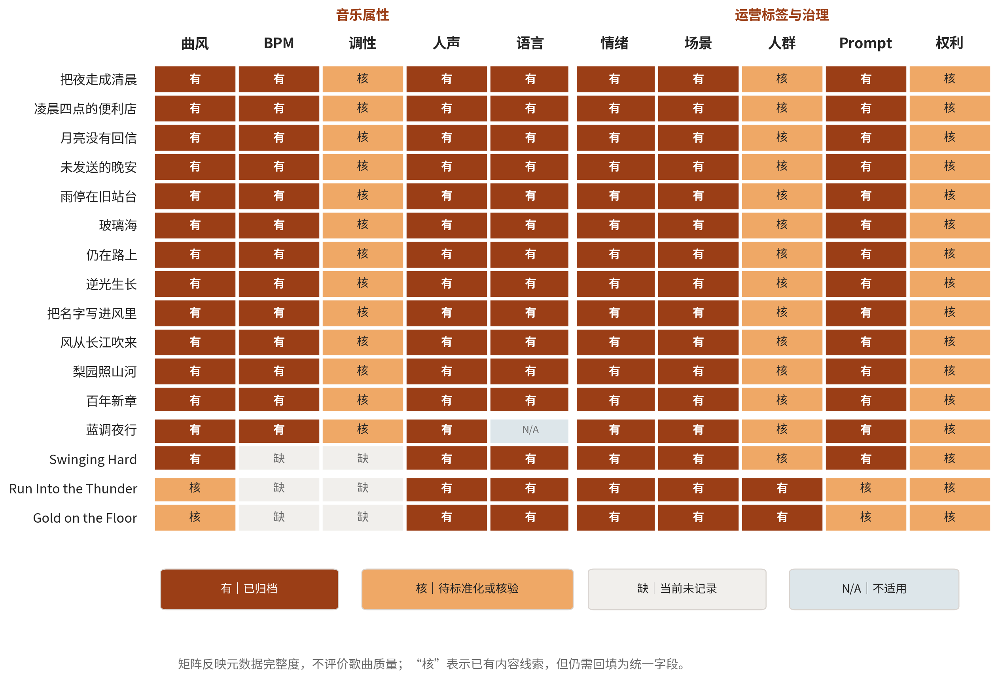 音乐属性 运营标签与治理
曲风 BPM 调性 人声 语言 情绪 场景 人群 Prompt 权利
把夜走成清晨 有 有 核 有 有 有 有 核 有 核
凌晨四点的便利店 有 有 核 有 有 有 有 核 有 核
月亮没有回信 有 有 核 有 有 有 有 核 有 核
未发送的晚安 有 有 核 有 有 有 有 核 有 核
雨停在旧站台 有 有 核 有 有 有 有 核 有 核
玻璃海 有 有 核 有 有 有 有 核 有 核
仍在路上 有 有 核 有 有 有 有 核 有 核
逆光生长 有 有 核 有 有 有 有 核 有 核
把名字写进风里 有 有 核 有 有 有 有 核 有 核
风从长江吹来 有 有 核 有 有 有 有 核 有 核
梨园照山河 有 有 核 有 有 有 有 核 有 核
百年新章 有 有 核 有 有 有 有 核 有 核
蓝调夜行 有 有 核 有 N/A 有 有 核 有 核
Swinging Hard 有 缺 缺 有 有 有 有 核 有 核
Run Into the Thunder 核 缺 缺 有 有 有 有 有 核 核
Gold on the Floor 核 缺 缺 有 有 有 有 有 核 核
有｜已归档 核｜待标准化或核验 缺｜当前未记录 N/A｜不适用
矩阵反映元数据完整度，不评价歌曲质量；“核”表示已有内容线索，但仍需回填为统一字段。